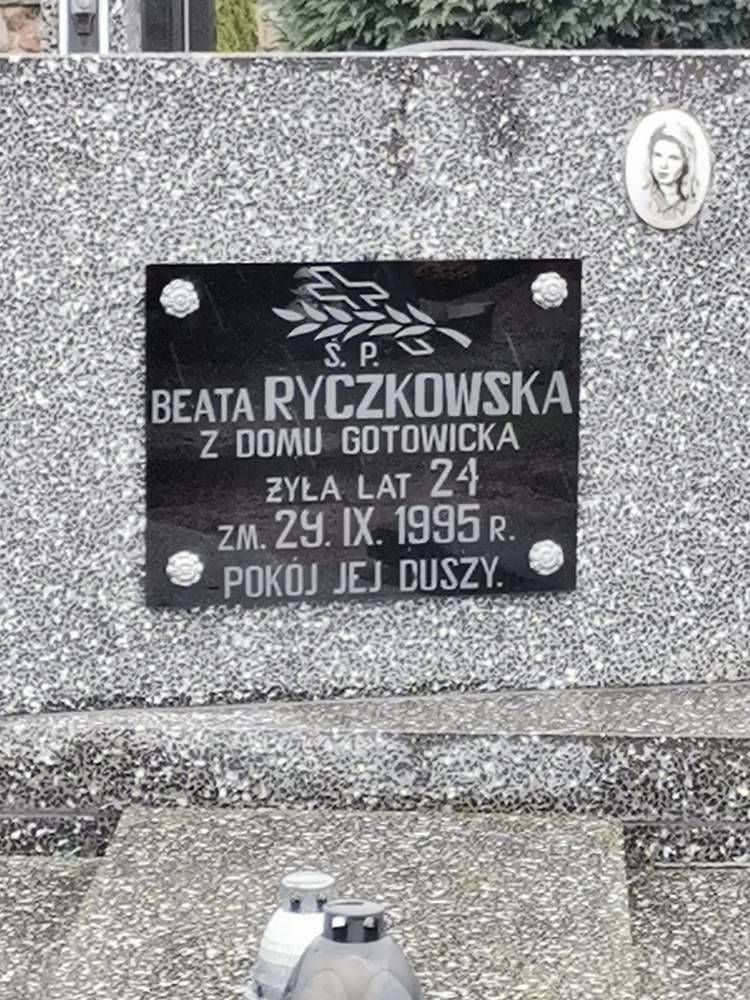 Ś. P.
BEATA RYCZKOWSKA
Z DOMU GOTOWICKA
ŻYŁA LAT 24
ZM. 29. IX. 1995 R.
POKÓJ JEJ DUSZY.